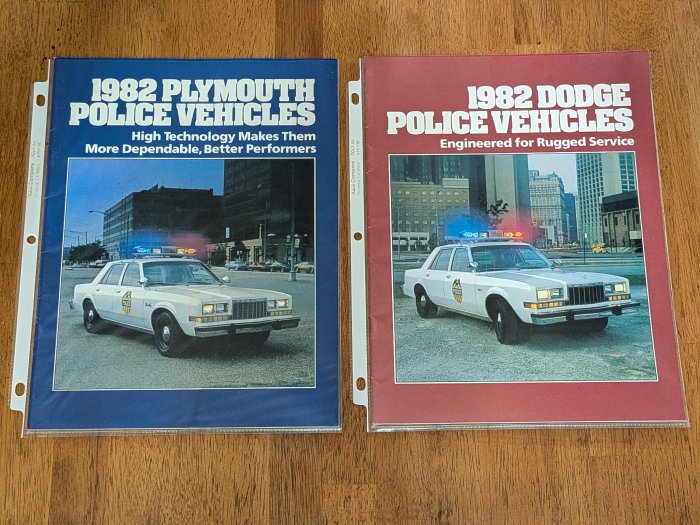 1982 PLYMOUTH
POLICE VEHICLES
High Technology Makes Them
More Dependable, Better Performers
1982 DODGE
POLICE VEHICLES
Engineered for Rugged Service